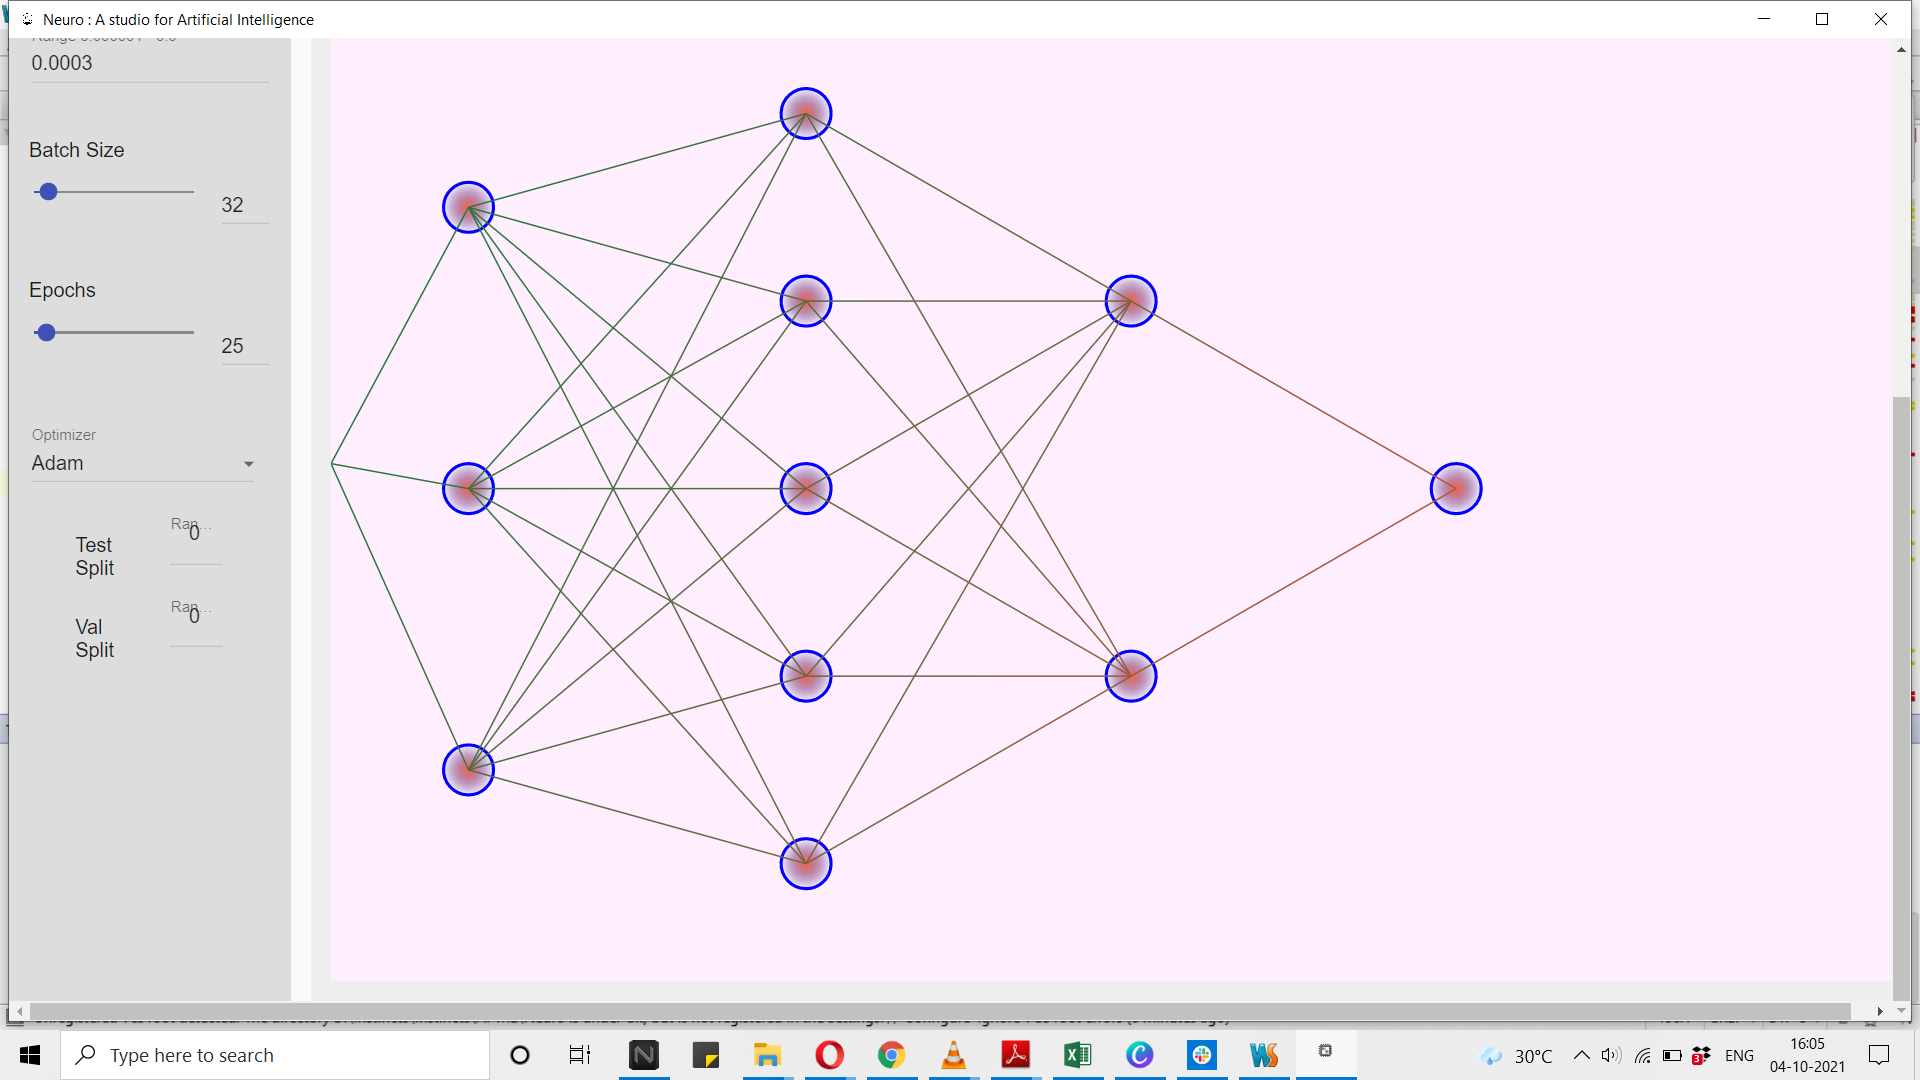 Neuro : A studio for Artificial Intelligence
0.0003
Batch Size
32
Epochs
25
Optimizer
Adam
Ran...
0
Test
Split
Ran...
0
Val
Split
Type here to search
3
30°C
ENG
16:05
04-10-2021